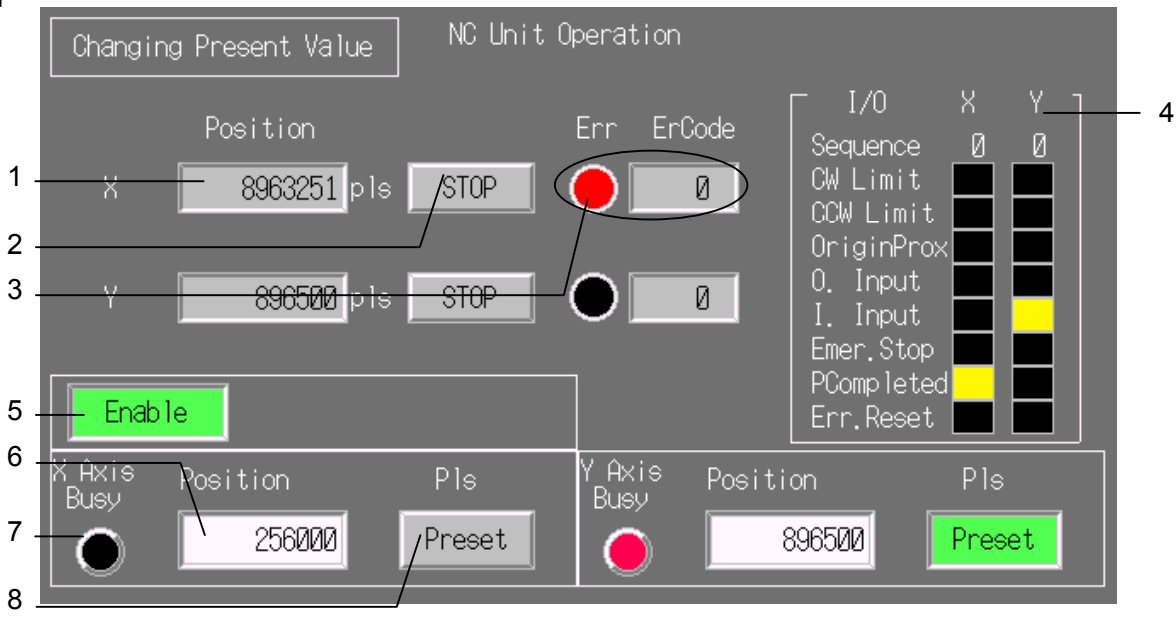 Changing Present Value
NC Unit Operation
I/O X Y
4
Position Err ErCode
Sequence 0 0
1
X 8963251 pls STOP 0
CW Limit
CCW Limit
2
OriginProx
3
Y 896500 pls STOP 0
O. Input
I. Input
Emer.Stop
PCompleted
5
Enable
Err.Reset
6
X Axis
Busy
Position
Pls
Y Axis
Busy
Position
Pls
7
256000
Preset
896500
Preset
8